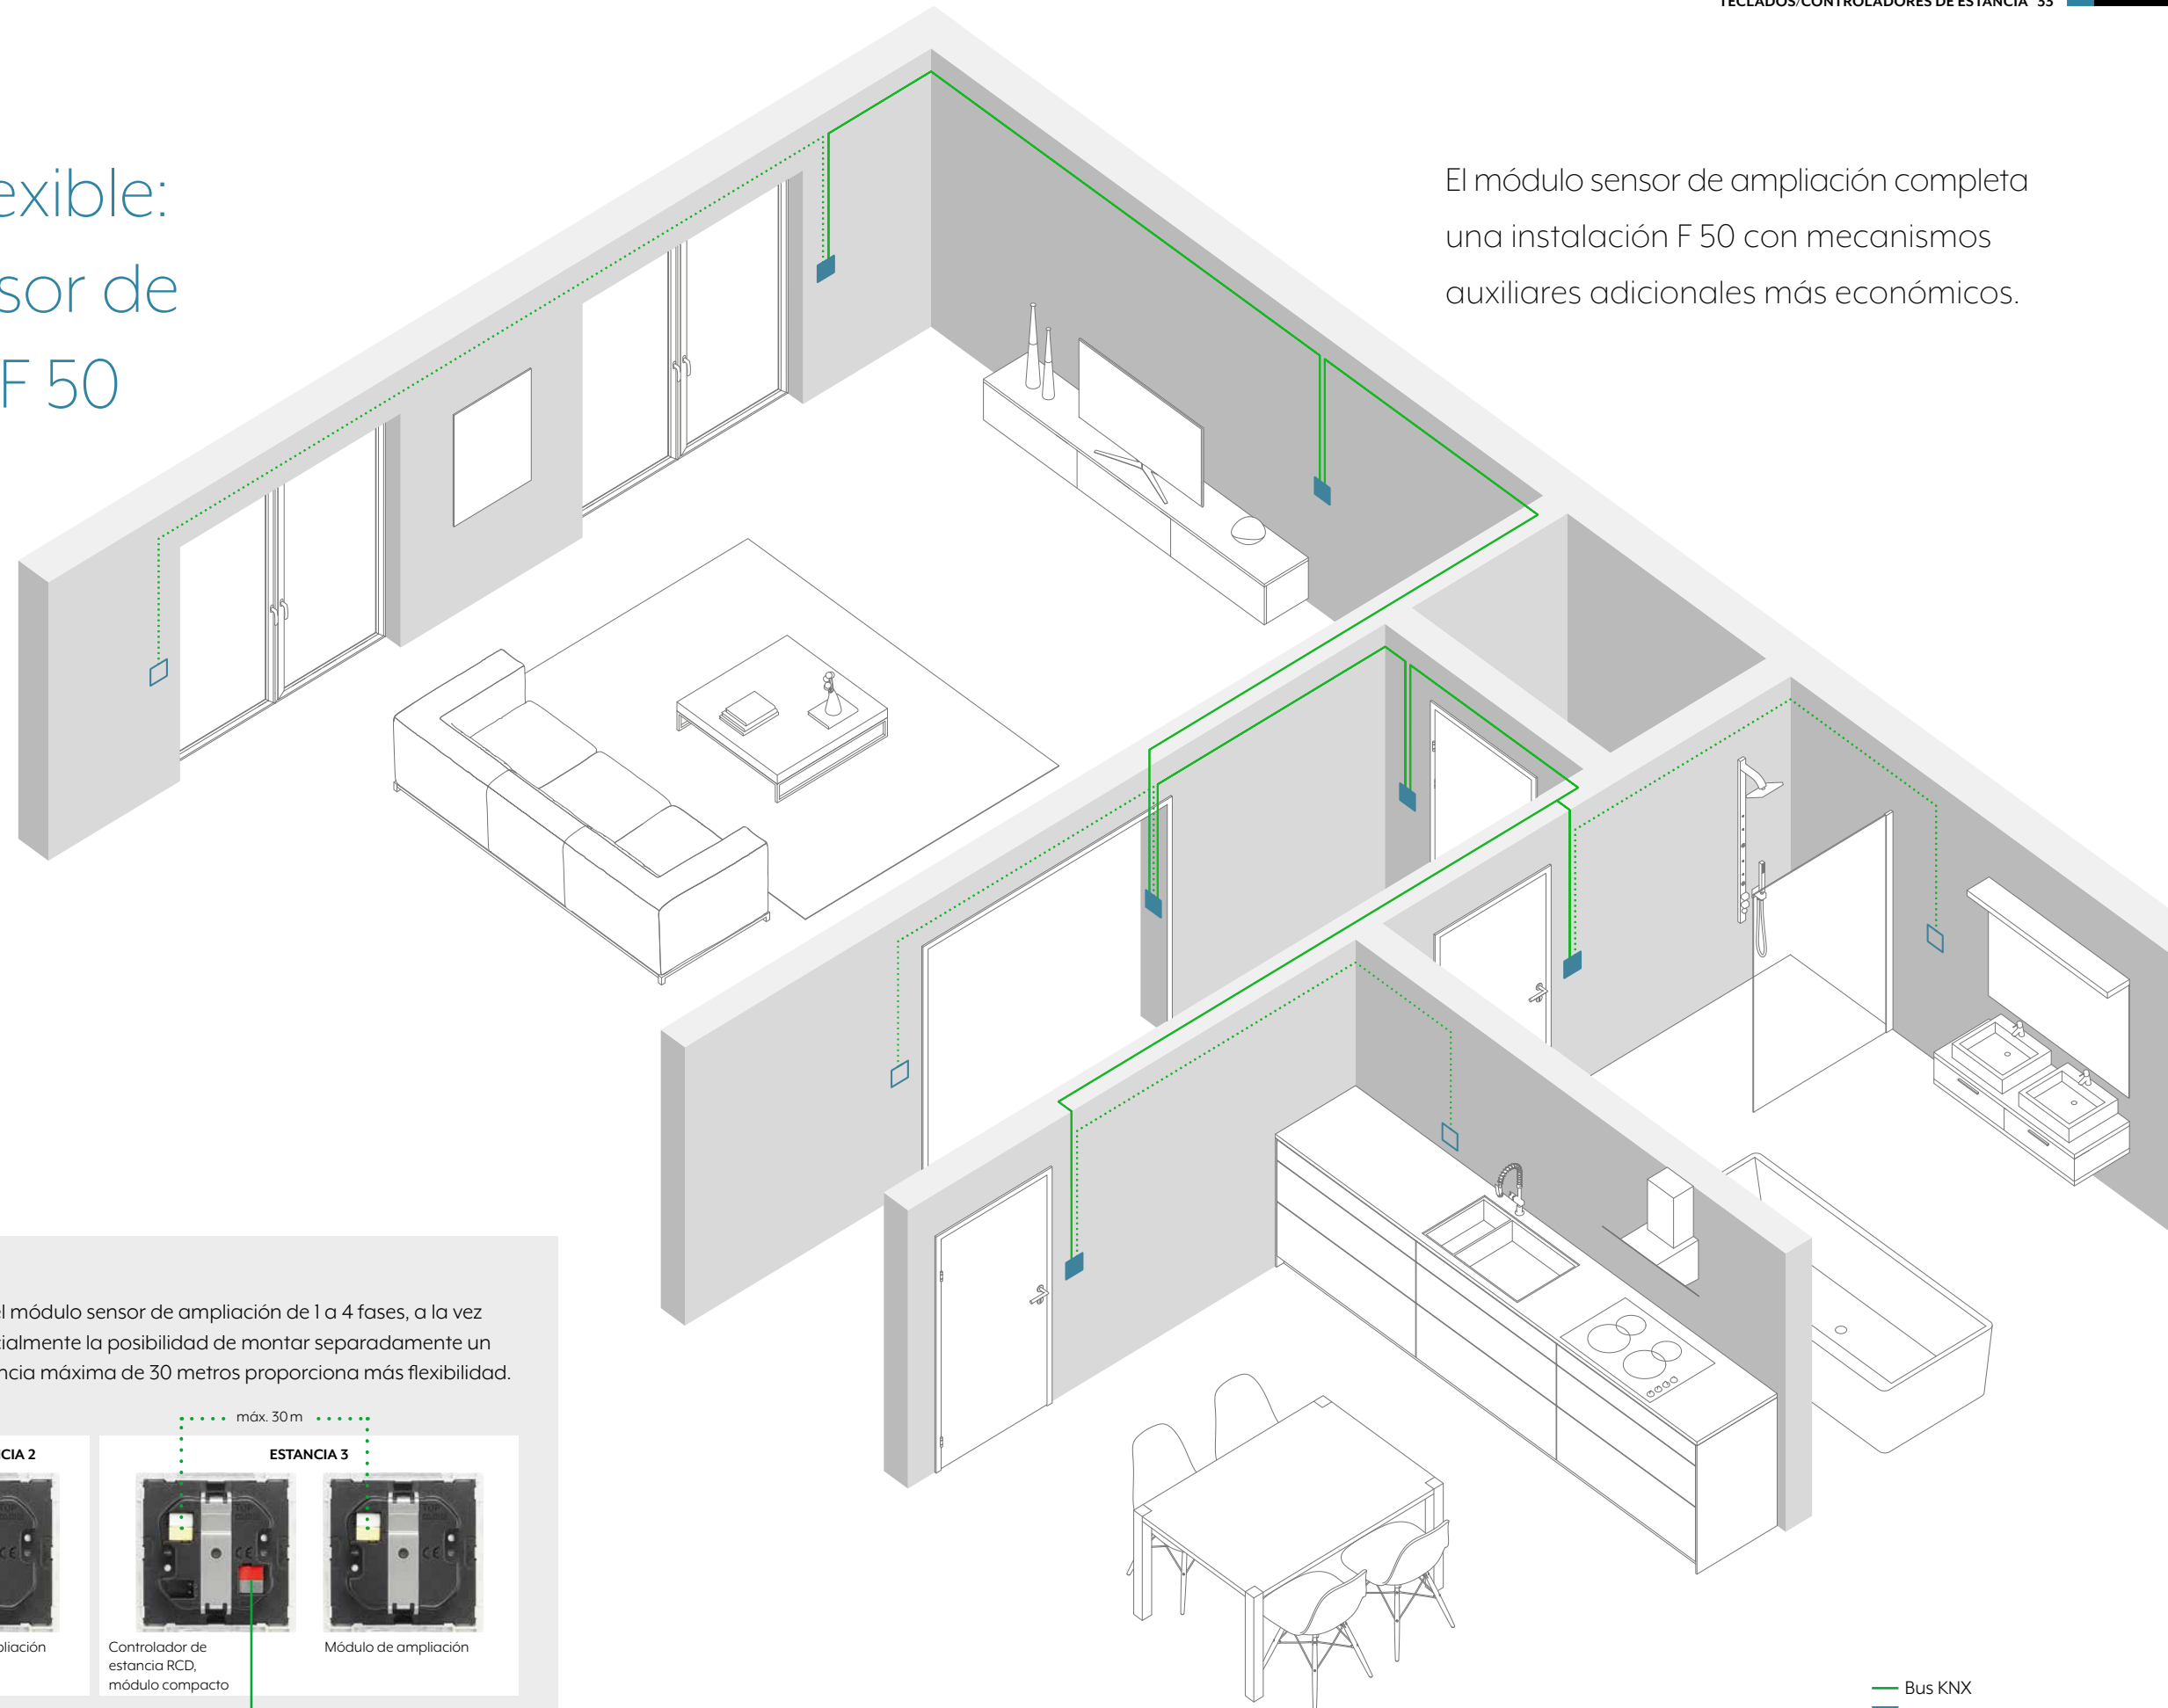 TECLADOS/CONTROLADORES DE ESTANCIA 33
exible:
sor de
F 50
El módulo sensor de ampliación completa
una instalación F 50 con mecanismos
auxiliares adicionales más económicos.
el módulo sensor de ampliación de 1 a 4 fases, a la vez
cialmente la posibilidad de montar separadamente un
ncia máxima de 30 metros proporciona más flexibilidad.
máx. 30 m
CIA 2
ESTANCIA 3
pliación
Controlador de
estancia RCD,
módulo compacto
Módulo de ampliación
Bus KNX